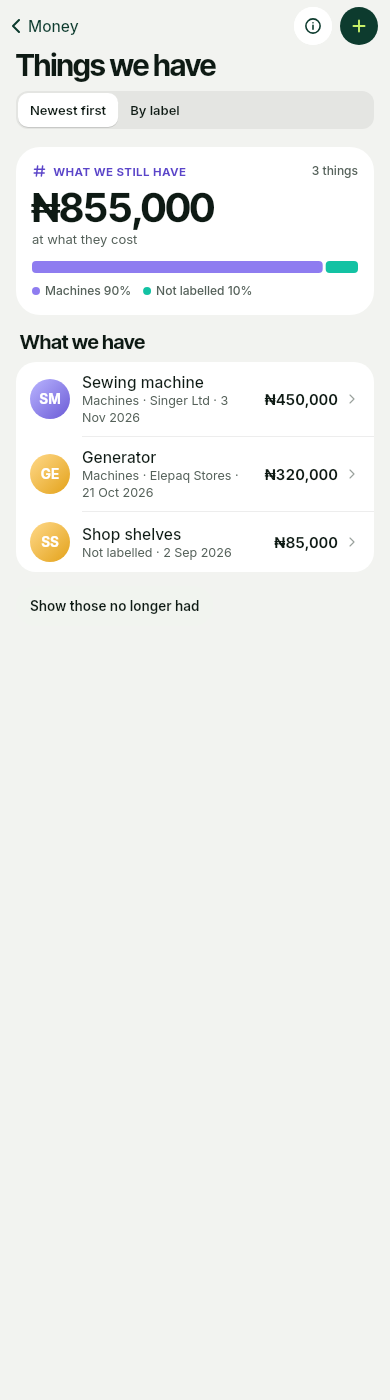 Money
Things we have
Newest first
By label
WHAT WE STILL HAVE
3 things
₦855,000
at what they cost
Machines 90%
Not labelled 10%
What we have
SM
Sewing machine
Machines · Singer Ltd · 3
Nov 2026
₦450,000
GE
Generator
Machines · Elepaq Stores ·
21 Oct 2026
₦320,000
SS
Shop shelves
Not labelled · 2 Sep 2026
₦85,000
Show those no longer had